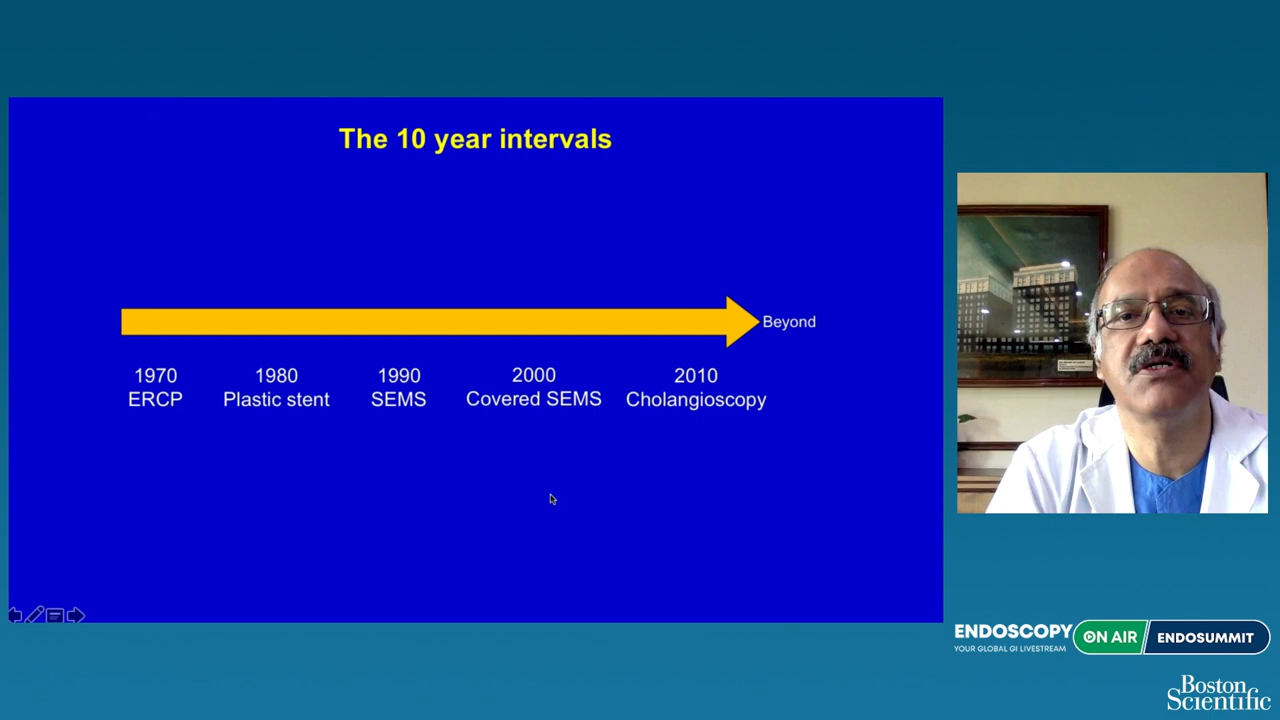 The 10 year intervals
Beyond
1970
ERCP
1980
Plastic stent
1990
SEMS
2000
Covered SEMS
2010
Cholangioscopy
ENDOSCOPY
YOUR GLOBAL GI LIVESTREAM
ON AIR
ENDOSUMMIT
Boston
Scientific